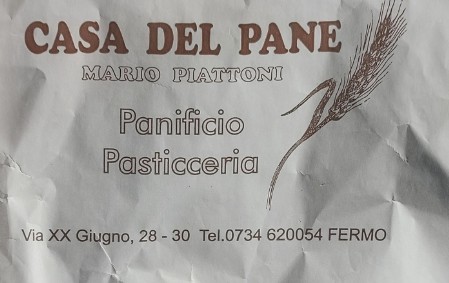 CASA DEL PANE
MARIO PIATTONI
Panificio
Pasticceria
Via XX Giugno, 28 - 30 Tel.0734 620054 FERMO